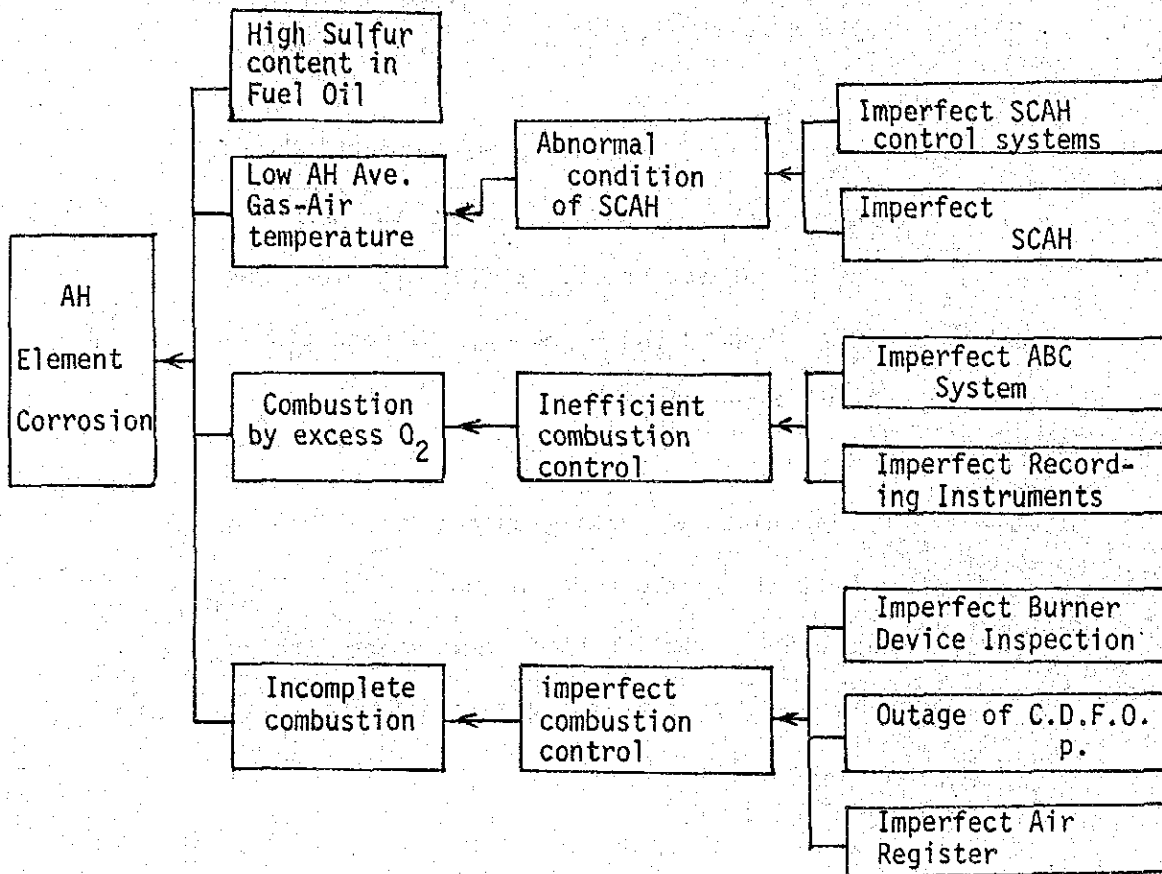 High Sulfur
content in
Fuel Oil
Low AH Ave.
Gas-Air
temperature
Abnormal
condition
of SCAH
Imperfect SCAH
control systems
Imperfect
SCAH
AH
Element
Corrosion
Combustion
by excess O2
Inefficient
combustion
control
Imperfect ABC
System
Imperfect Record-
ing Instruments
Incomplete
combustion
imperfect
combustion
control
Imperfect Burner
Device Inspection
Outage of C.D.F.O.
p.
Imperfect Air
Register